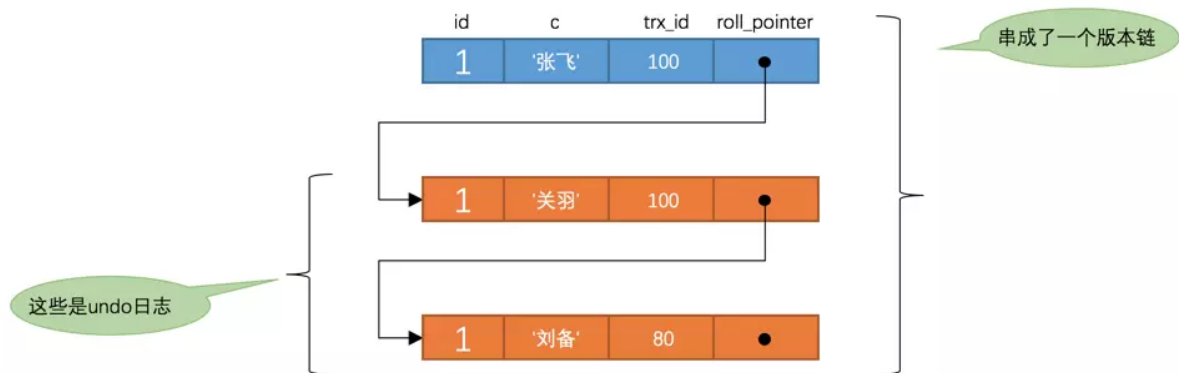 id c trx_id roll_pointer
串成了一个版本链
1 '张飞' 100
1 '关羽' 100
这些是undo日志
1 '刘备' 80